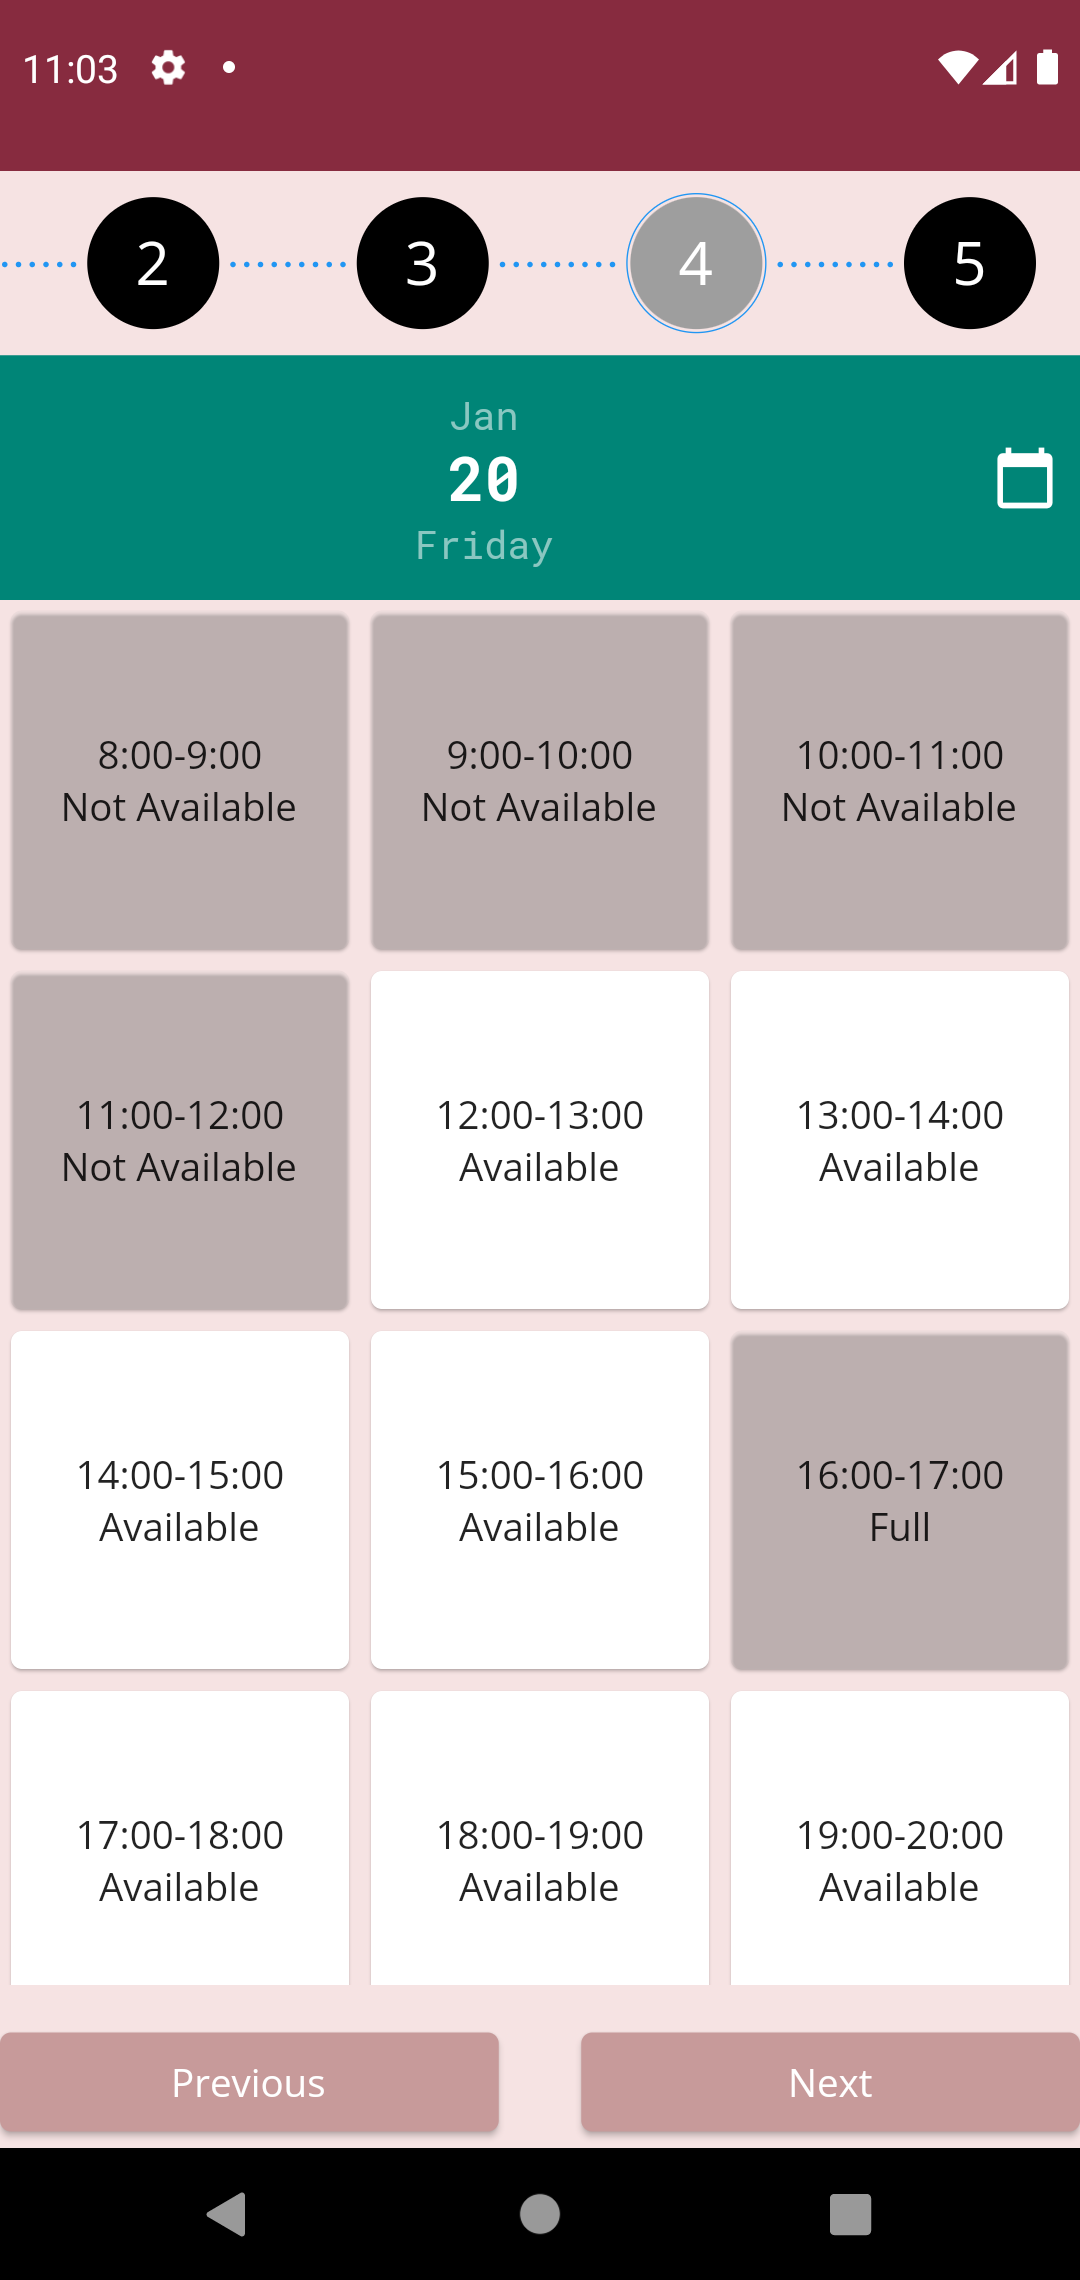 11:03
2 3 4 5
Jan
20
Friday
8:00-9:00
Not Available
9:00-10:00
Not Available
10:00-11:00
Not Available
11:00-12:00
Not Available
12:00-13:00
Available
13:00-14:00
Available
14:00-15:00
Available
15:00-16:00
Available
16:00-17:00
Full
17:00-18:00
Available
18:00-19:00
Available
19:00-20:00
Available
Previous
Next